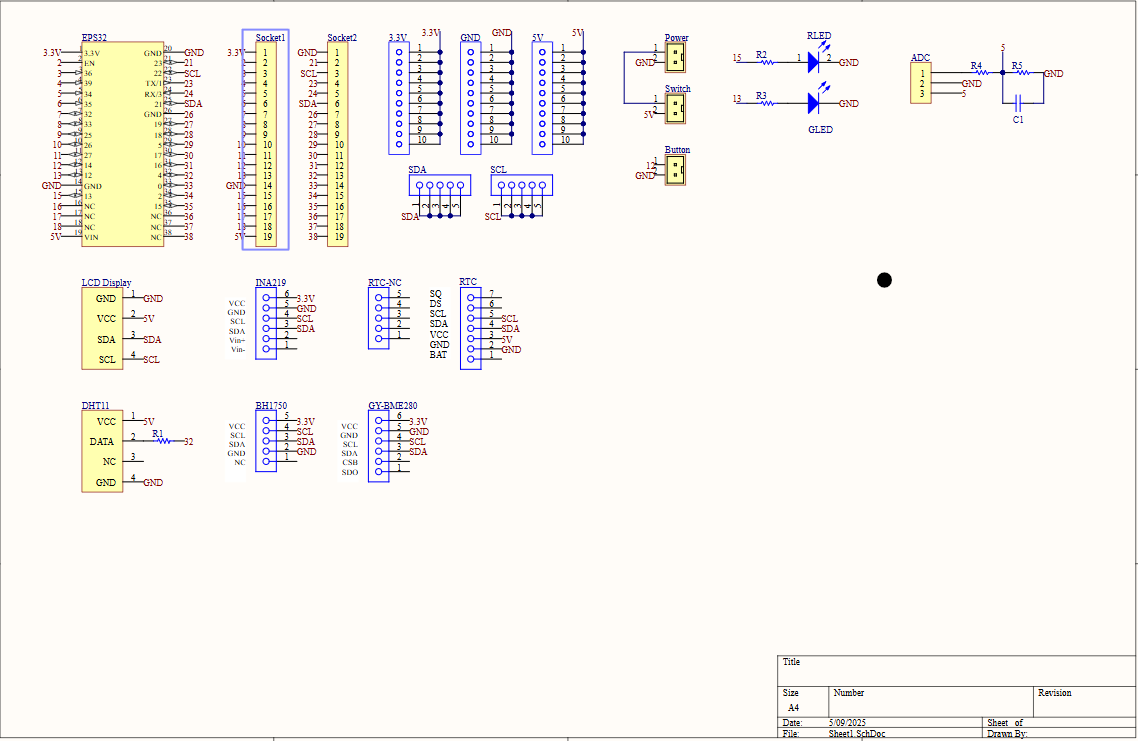 EPS32
3.3V 1 3.3V GND 20 GND
2 EN 23 21
3 36 22 SCL
4 39 TX/1 23
5 34 RX/3 24
6 35 21 SDA
7 32 GND 26
8 33 19 27
9 25 18 28
10 26 5 29
11 27 17 30
12 14 16 31
13 12 4 32
GND 14 GND 0 33
15 13 2 34
16 NC 15 35
17 NC NC 36
18 NC NC 37
5V 19 VIN NC 38
Socket1
3.3V 1
2 2
3 3
4 4
5 5
6 6
7 7
8 8
9 9
10 10
11 11
12 12
13 13
GND 14
15 15
16 16
17 17
18 18
5V 19
Socket2
GND 1
21 2
SCL 3
23 4
24 5
SDA 6
26 7
27 8
28 9
29 10
30 11
31 12
32 13
33 14
34 15
35 16
36 17
37 18
38 19
3.3V 3.3V
1
2
3
4
5
6
7
8
9
10
GND GND
1
2
3
4
5
6
7
8
9
10
5V 5V
1
2
3
4
5
6
7
8
9
10
SDA
1 2 3 4 5
SDA
SCL
1 2 3 4 5
SCL
Power
1
GND 2
Switch
1
5V 2
Button
12 1
GND 2
RLED
15 R2 1 2 GND
13 R3 GND
GLED
ADC
1
2 GND
3 5
5
R4 R5 GND
C1
LCD Display
GND 1 GND
VCC 2 5V
SDA 3 SDA
SCL 4 SCL
INA219
VCC 6 3.3V
GND 5 GND
SCL 4 SCL
SDA 3 SDA
Vin+ 2
Vin- 1
RTC-NC
5
4
3
2
1
RTC
SQ 7
DS 6
SCL 5 SCL
SDA 4 SDA
VCC 3 5V
GND 2 GND
BAT 1
DHT11
VCC 1 5V
DATA 2 R1 32
NC 3
GND 4 GND
BH1750
VCC 5 3.3V
SCL 4 SCL
SDA 3 SDA
GND 2 GND
NC 1
GY-BME280
VCC 6 3.3V
GND 5 GND
SCL 4 SCL
SDA 3 SDA
CSB 2
SDO 1
Title
Size Number Revision
A4
Date: 5/09/2025 Sheet of
File: Sheet1.SchDoc Drawn By: